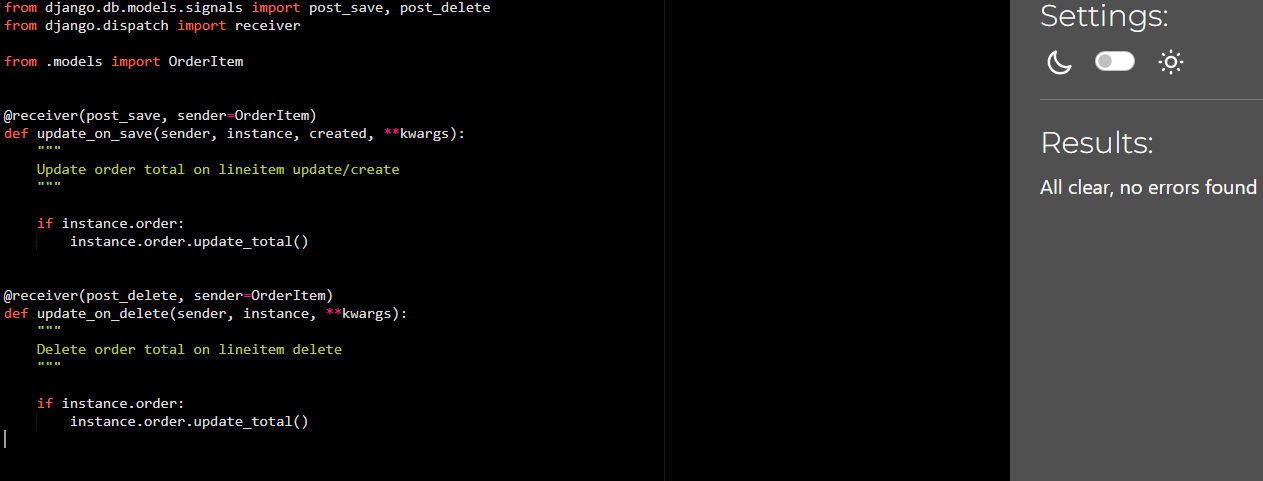 from django.db.models.signals import post_save, post_delete
from django.dispatch import receiver
from .models import OrderItem
@receiver(post_save, sender=OrderItem)
def update_on_save(sender, instance, created, **kwargs):
"""
Update order total on lineitem update/create
"""
if instance.order:
instance.order.update_total()
@receiver(post_delete, sender=OrderItem)
def update_on_delete(sender, instance, **kwargs):
"""
Delete order total on lineitem delete
"""
if instance.order:
instance.order.update_total()
Settings:
Results:
All clear, no errors found